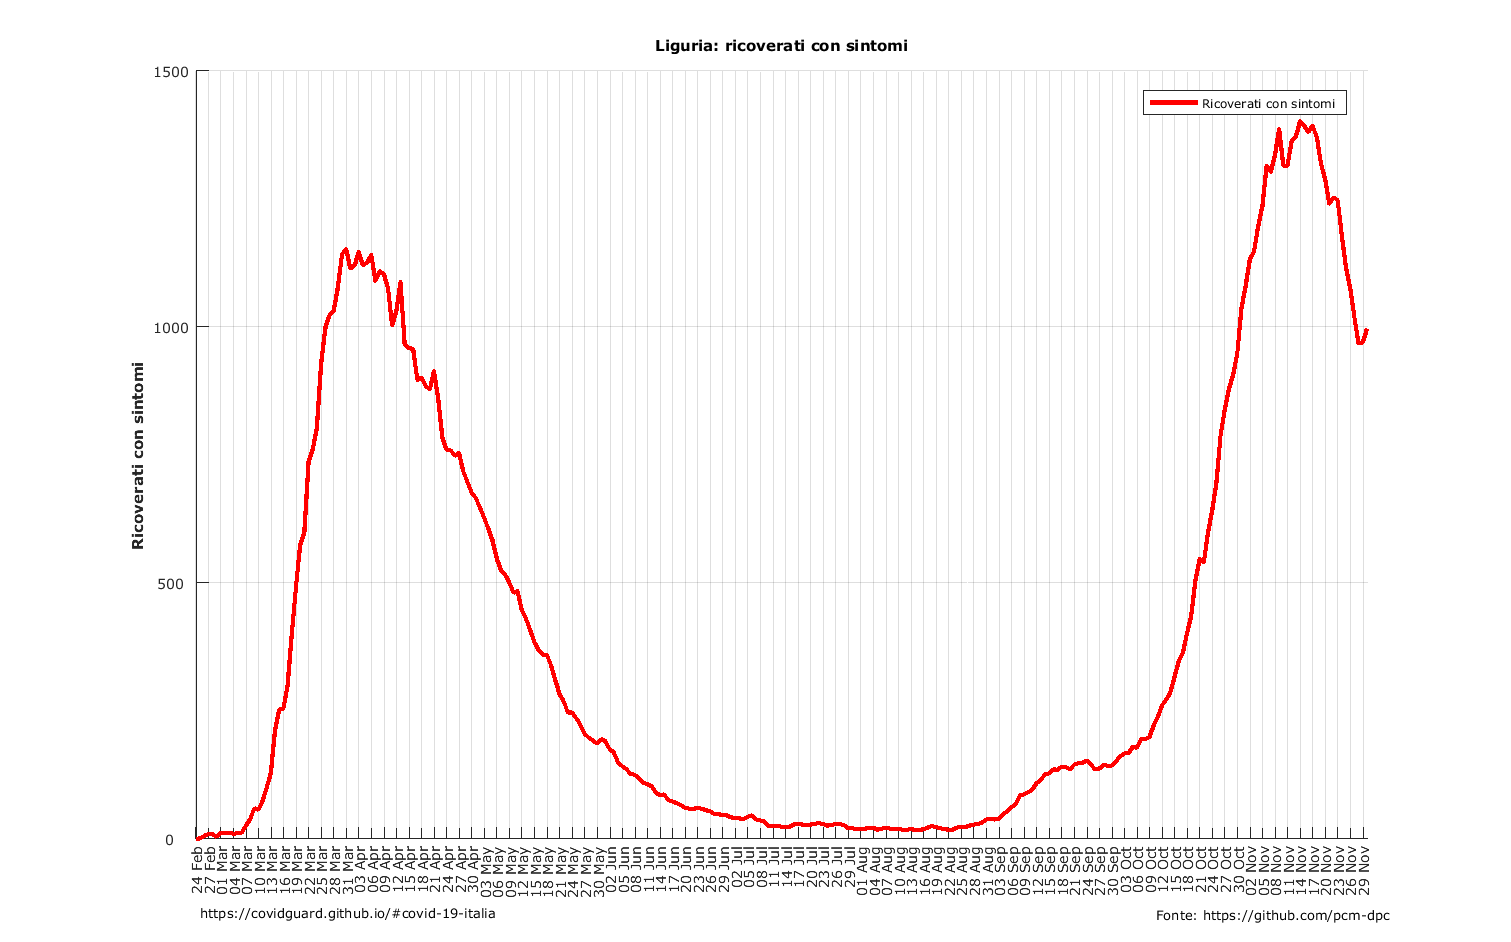 Liguria: ricoverati con sintomi
1500
Ricoverati con sintomi
1000
Ricoverati con sintomi
500
0
24 Feb
27 Feb
01 Mar
04 Mar
07 Mar
10 Mar
13 Mar
16 Mar
19 Mar
22 Mar
25 Mar
28 Mar
31 Mar
03 Apr
06 Apr
09 Apr
12 Apr
15 Apr
18 Apr
21 Apr
24 Apr
27 Apr
30 Apr
03 May
06 May
09 May
12 May
15 May
18 May
21 May
24 May
27 May
30 May
02 Jun
05 Jun
08 Jun
11 Jun
14 Jun
17 Jun
20 Jun
23 Jun
26 Jun
29 Jun
02 Jul
05 Jul
08 Jul
11 Jul
14 Jul
17 Jul
20 Jul
23 Jul
26 Jul
29 Jul
01 Aug
04 Aug
07 Aug
10 Aug
13 Aug
16 Aug
19 Aug
22 Aug
25 Aug
28 Aug
31 Aug
03 Sep
06 Sep
09 Sep
12 Sep
15 Sep
18 Sep
21 Sep
24 Sep
27 Sep
30 Sep
03 Oct
06 Oct
09 Oct
12 Oct
15 Oct
18 Oct
21 Oct
24 Oct
27 Oct
30 Oct
02 Nov
05 Nov
08 Nov
11 Nov
14 Nov
17 Nov
20 Nov
23 Nov
26 Nov
29 Nov
https://covidguard.github.io/#covid-19-italia
Fonte: https://github.com/pcm-dpc